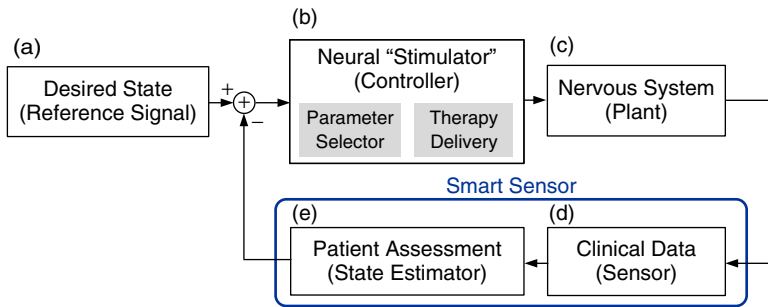 (a)
Desired State
(Reference Signal)
+
+
−
(b)
Neural “Stimulator”
(Controller)
Parameter
Selector
Therapy
Delivery
(c)
Nervous System
(Plant)
Smart Sensor
(e)
Patient Assessment
(State Estimator)
(d)
Clinical Data
(Sensor)